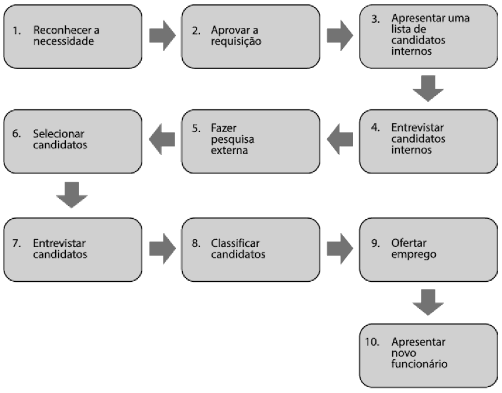 1. Reconhecer a
necessidade
2. Aprovar a
requisição
3. Apresentar uma
lista de
candidatos
internos
4. Entrevistar
candidatos
internos
5. Fazer
pesquisa
externa
6. Selecionar
candidatos
7. Entrevistar
candidatos
8. Classificar
candidatos
9. Ofertar
emprego
10. Apresentar
novo
funcionário